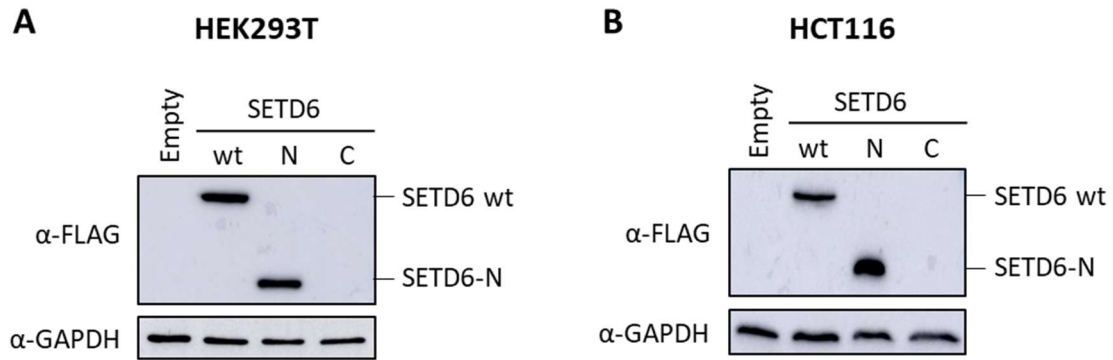 A
HEK293T
Empty
SETD6
wt N C
α-FLAG
SETD6 wt
SETD6-N
α-GAPDH
B
HCT116
Empty
SETD6
wt N C
α-FLAG
SETD6 wt
SETD6-N
α-GAPDH